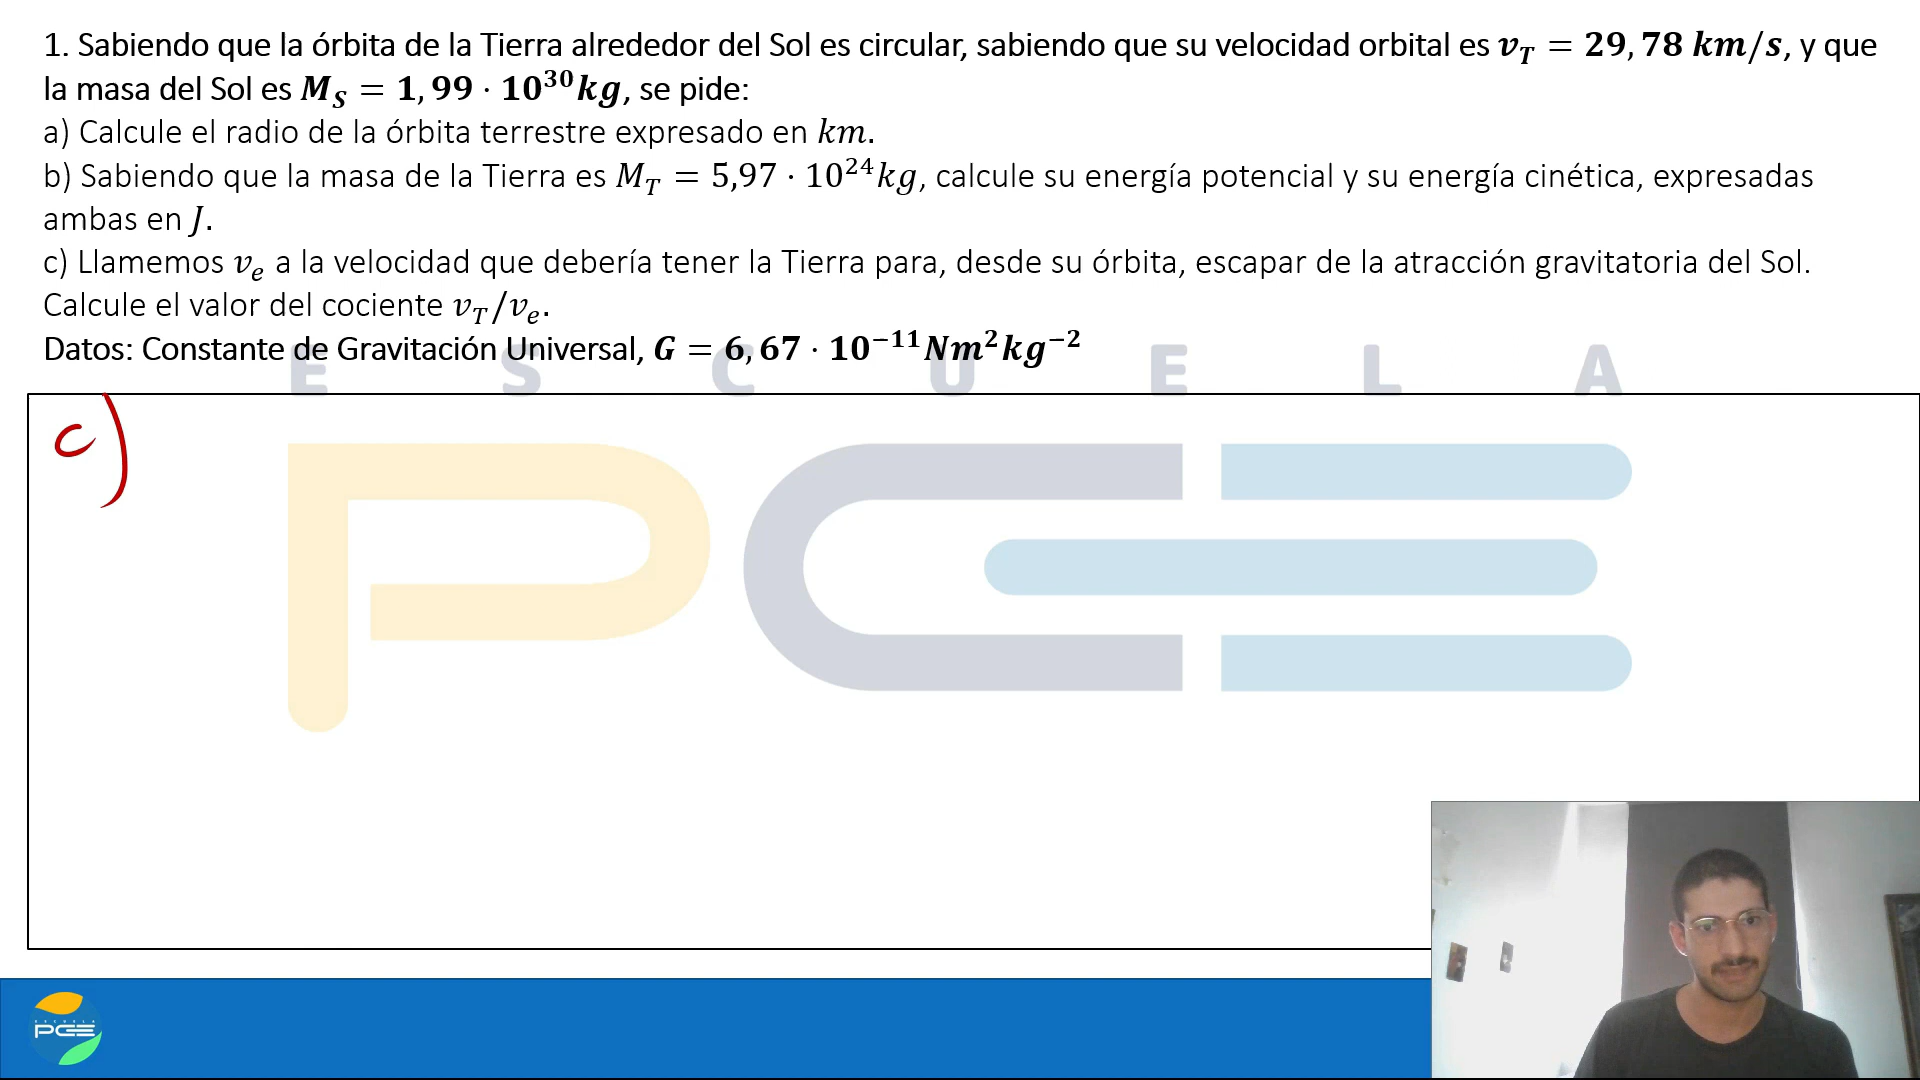 1. Sabiendo que la órbita de la Tierra alrededor del Sol es circular, sabiendo que su velocidad orbital es v_T = 29,78 km/s, y que
la masa del Sol es M_S = 1,99 · 10^30 kg, se pide:
a) Calcule el radio de la órbita terrestre expresado en km.
b) Sabiendo que la masa de la Tierra es M_T = 5,97 · 10^24 kg, calcule su energía potencial y su energía cinética, expresadas
ambas en J.
c) Llamemos v_e a la velocidad que debería tener la Tierra para, desde su órbita, escapar de la atracción gravitatoria del Sol.
Calcule el valor del cociente v_T/v_e.
Datos: Constante de Gravitación Universal, G = 6,67 · 10^−11 Nm^2 kg^−2
ESCUELA
c)
PCE
ESCUELA
PCE